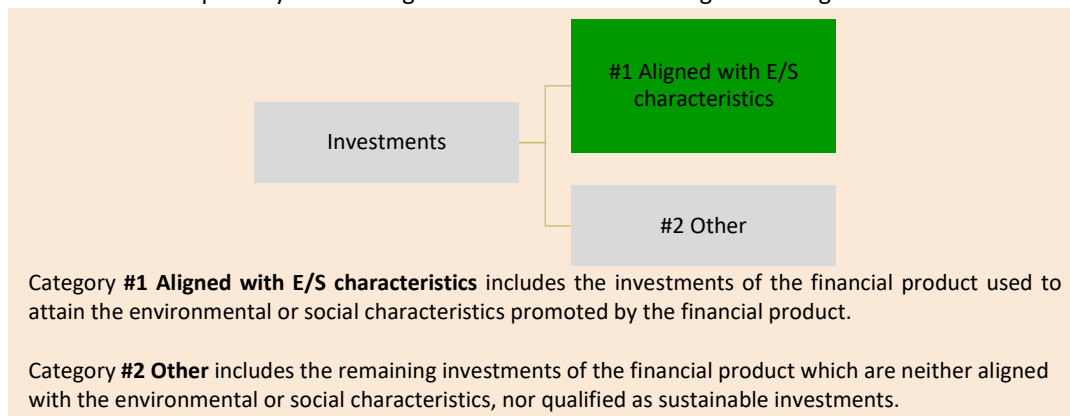 #1 Aligned with E/S
characteristics
Investments
#2 Other
Category #1 Aligned with E/S characteristics includes the investments of the financial product used to
attain the environmental or social characteristics promoted by the financial product.
Category #2 Other includes the remaining investments of the financial product which are neither aligned
with the environmental or social characteristics, nor qualified as sustainable investments.